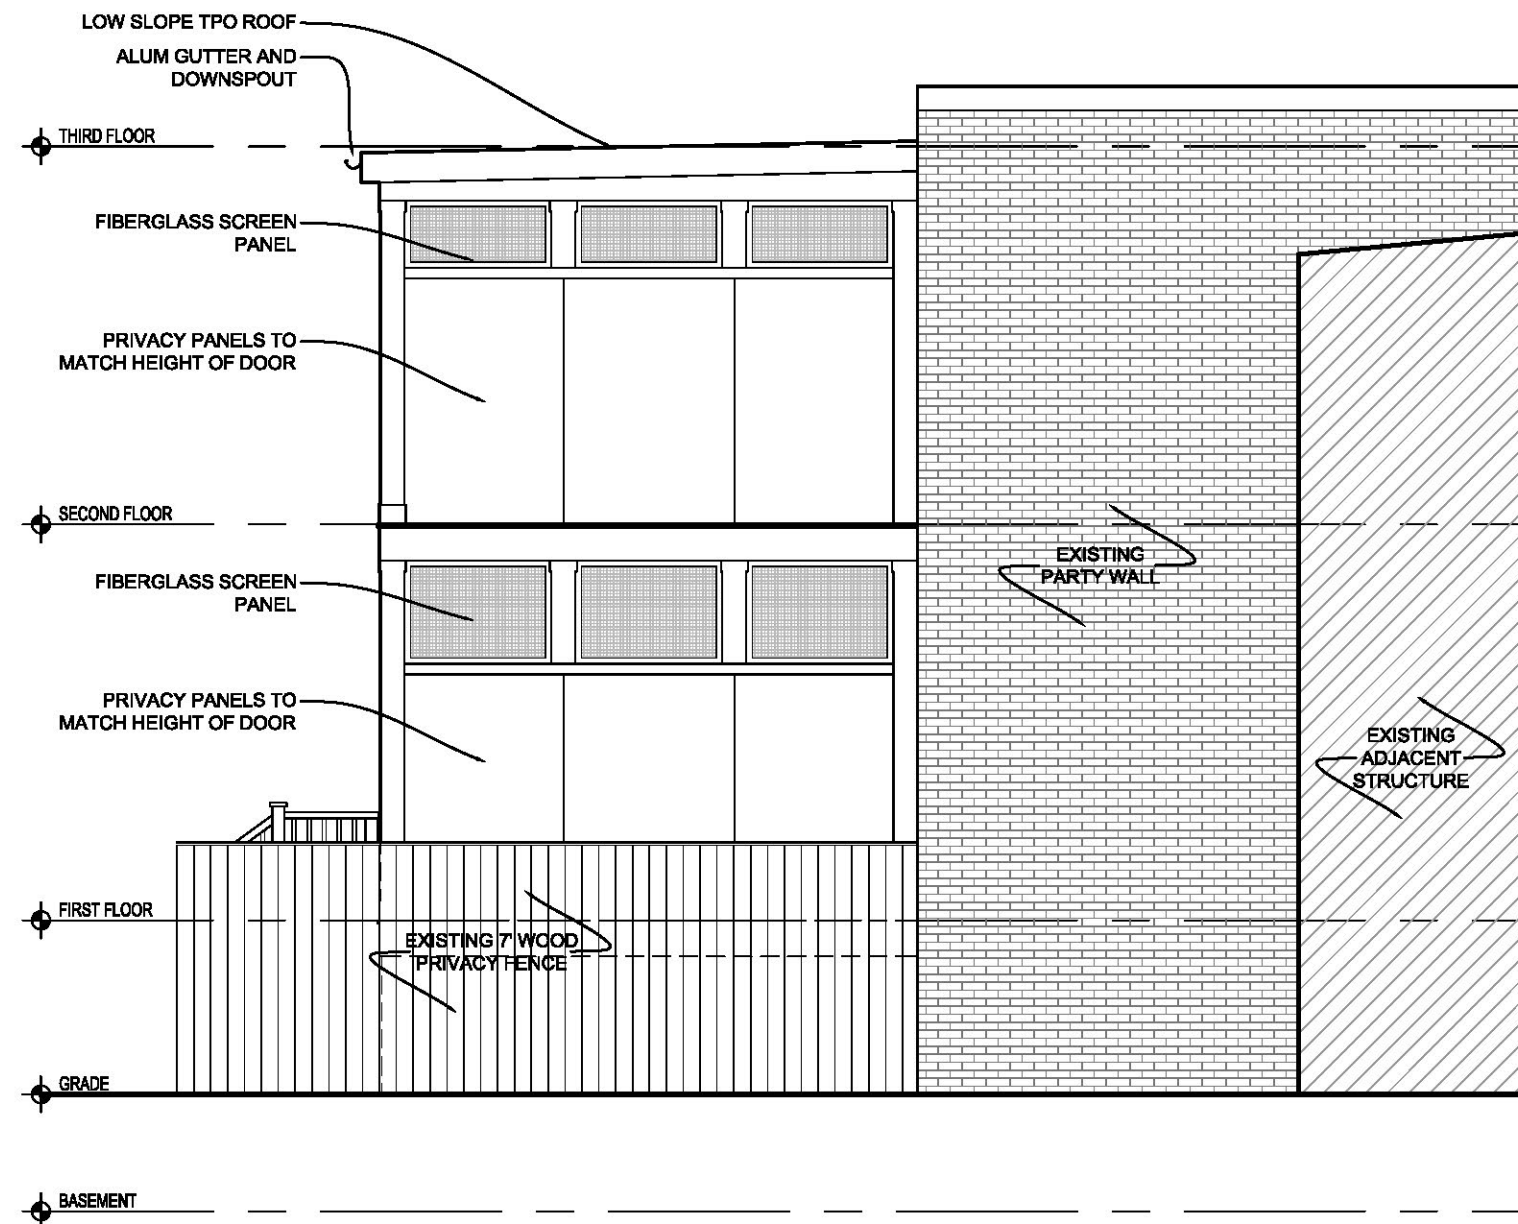 LOW SLOPE TPO ROOF
ALUM GUTTER AND
DOWNSPOUT
THIRD FLOOR
FIBERGLASS SCREEN
PANEL
PRIVACY PANELS TO
MATCH HEIGHT OF DOOR
SECOND FLOOR
EXISTING
PARTY WALL
FIBERGLASS SCREEN
PANEL
PRIVACY PANELS TO
MATCH HEIGHT OF DOOR
EXISTING
ADJACENT
STRUCTURE
FIRST FLOOR
EXISTING 7' WOOD
PRIVACY FENCE
GRADE
BASEMENT